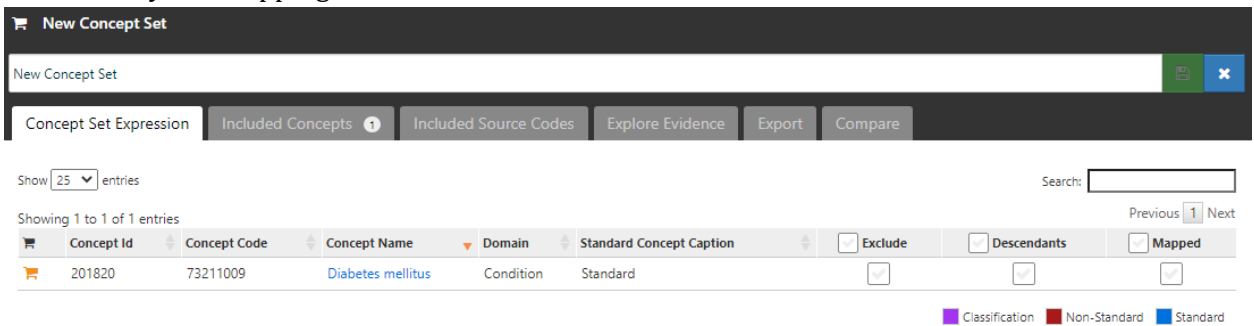 New Concept Set
New Concept Set
Concept Set Expression Included Concepts 1 Included Source Codes Explore Evidence Export Compare
Show 25 entries Search:
Showing 1 to 1 of 1 entries Previous 1 Next
Concept Id Concept Code Concept Name Domain Standard Concept Caption Exclude Descendants Mapped
201820 73211009 Diabetes mellitus Condition Standard
Classification Non-Standard Standard